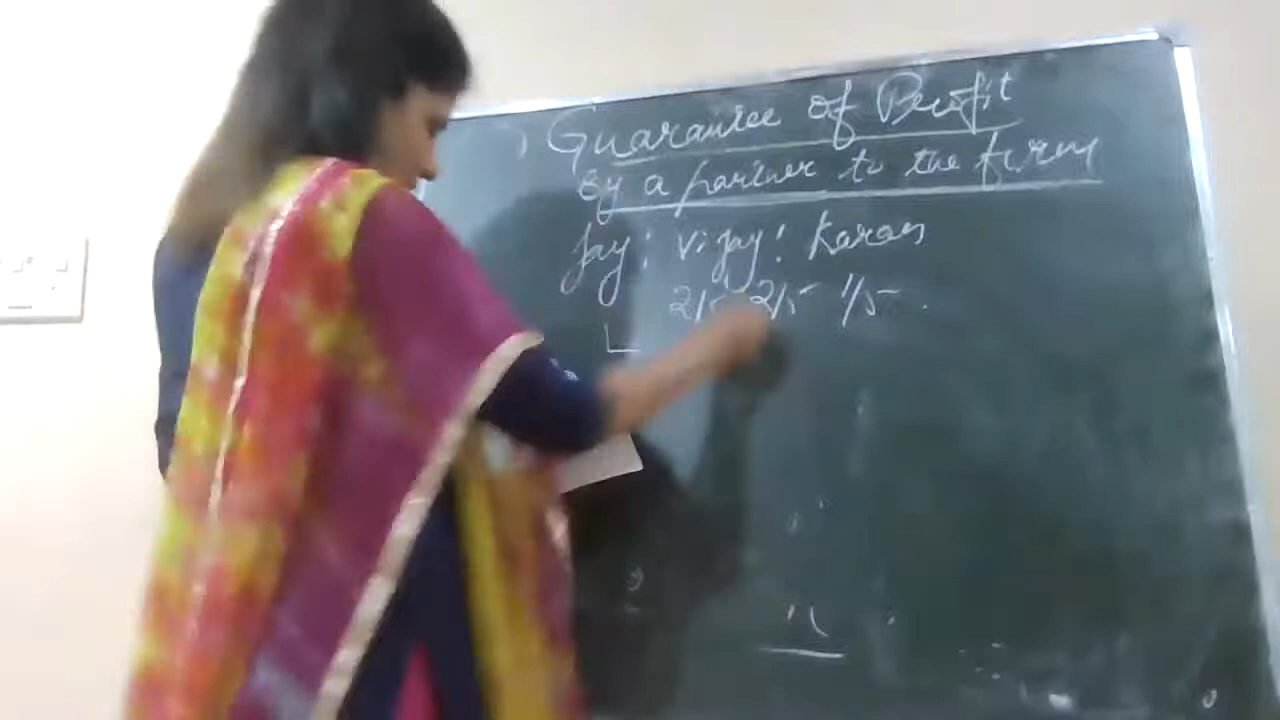 Guarantee of Profit
by a partner to the firm
Jay : Vijay : Karan
2/5 2/5 1/5